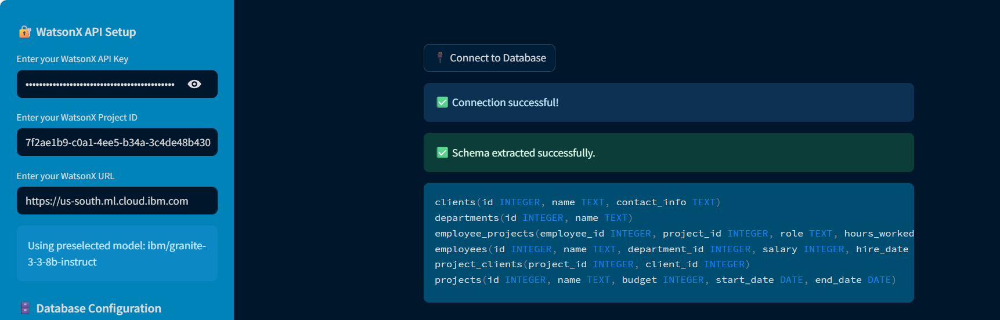 WatsonX API Setup
Enter your WatsonX API Key
Enter your WatsonX Project ID
7f2ae1b9-c0a1-4ee5-b34a-3c4de48b430
Enter your WatsonX URL
https://us-south.ml.cloud.ibm.com
Using preselected model: ibm/granite-
3-3-8b-instruct
Database Configuration
Connect to Database
✅ Connection successful!
✅ Schema extracted successfully.
clients(id INTEGER, name TEXT, contact_info TEXT)
departments(id INTEGER, name TEXT)
employee_projects(employee_id INTEGER, project_id INTEGER, role TEXT, hours_worked
employees(id INTEGER, name TEXT, department_id INTEGER, salary INTEGER, hire_date
project_clients(project_id INTEGER, client_id INTEGER)
projects(id INTEGER, name TEXT, budget INTEGER, start_date DATE, end_date DATE)